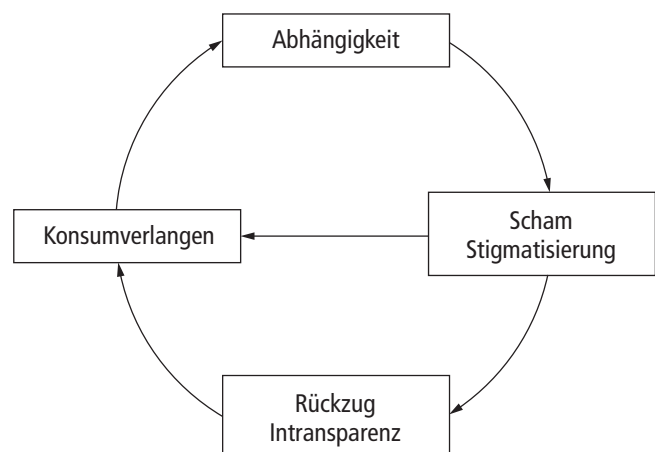 Abhängigkeit
Scham
Stigmatisierung
Konsumverlangen
Rückzug
Intransparenz